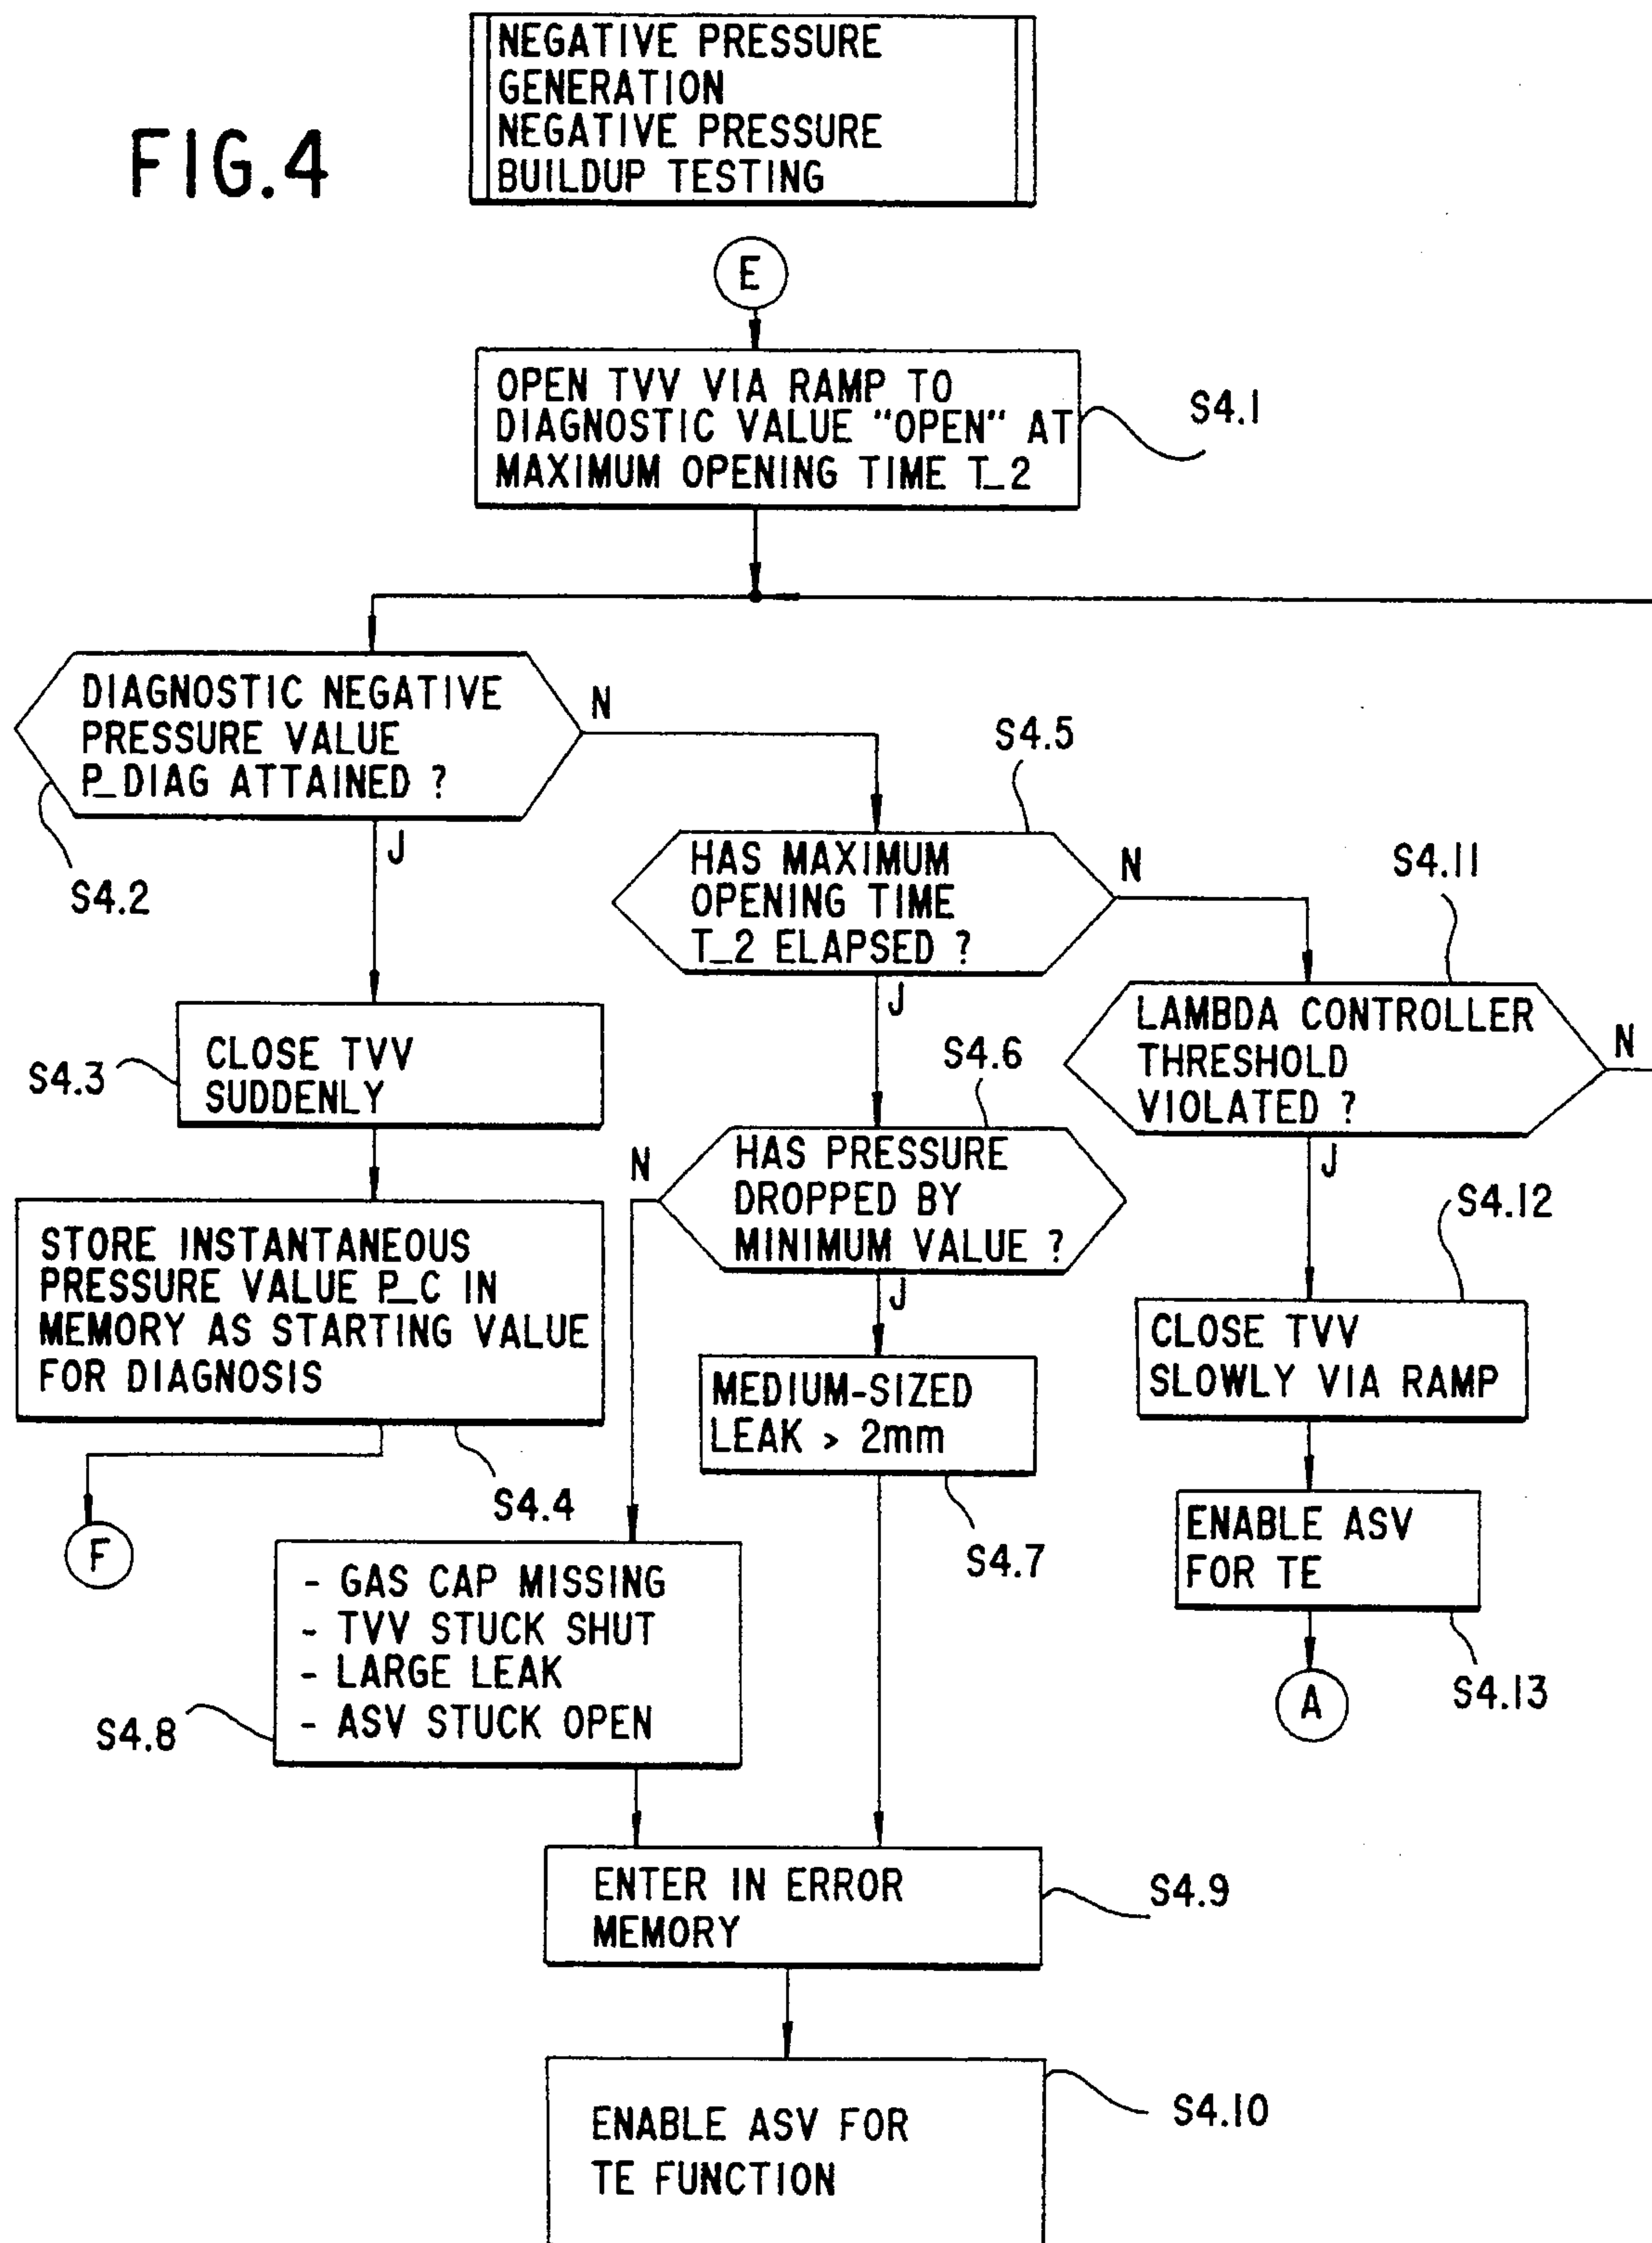 FIG.4
NEGATIVE PRESSURE
GENERATION
NEGATIVE PRESSURE
BUILDUP TESTING
E
OPEN TVV VIA RAMP TO
DIAGNOSTIC VALUE "OPEN" AT
MAXIMUM OPENING TIME T_2
S4.1
DIAGNOSTIC NEGATIVE
PRESSURE VALUE
P_DIAG ATTAINED ?
N
J
S4.2
S4.5
HAS MAXIMUM
OPENING TIME
T_2 ELAPSED ?
N
J
S4.11
LAMBDA CONTROLLER
THRESHOLD
VIOLATED ?
N
J
S4.3
CLOSE TVV
SUDDENLY
S4.6
HAS PRESSURE
DROPPED BY
MINIMUM VALUE ?
N
J
S4.12
CLOSE TVV
SLOWLY VIA RAMP
STORE INSTANTANEOUS
PRESSURE VALUE P_C IN
MEMORY AS STARTING VALUE
FOR DIAGNOSIS
S4.4
F
MEDIUM-SIZED
LEAK > 2mm
S4.7
ENABLE ASV
FOR TE
S4.13
A
- GAS CAP MISSING
- TVV STUCK SHUT
- LARGE LEAK
- ASV STUCK OPEN
S4.8
ENTER IN ERROR
MEMORY
S4.9
ENABLE ASV FOR
TE FUNCTION
S4.10